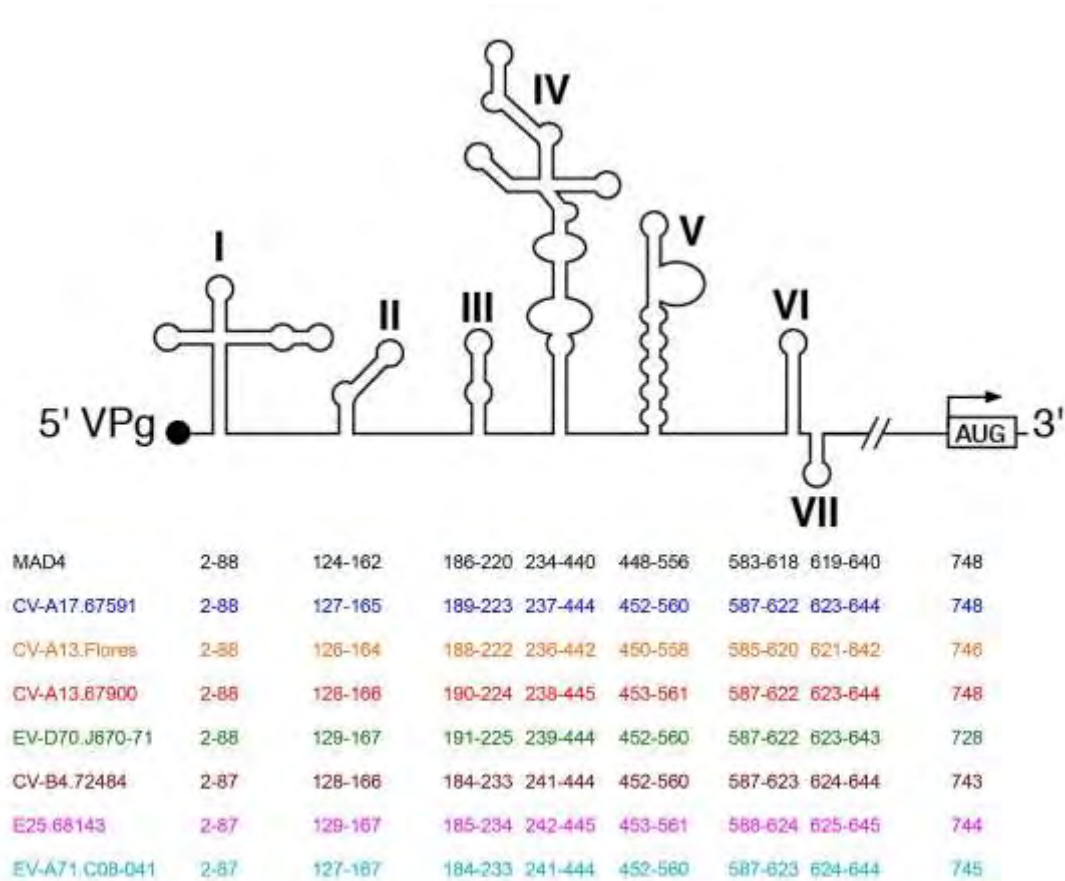 IV
I
V
II
III
VI
5' VPg
AUG
3'
VII
MAD4 2-88 124-162 186-220 234-440 448-556 583-618 619-640 748
CV-A17.67591 2-88 127-165 189-223 237-444 452-560 587-622 623-644 748
CV-A13.Flores 2-88 126-164 188-222 236-442 450-558 585-620 621-642 746
CV-A13.67900 2-88 128-166 190-224 238-445 453-561 587-622 623-644 748
EV-D70.J670-71 2-88 129-167 191-225 239-444 452-560 587-622 623-643 728
CV-B4.72484 2-87 128-166 184-233 241-444 452-560 587-623 624-644 743
E25.68143 2-87 129-167 185-234 242-445 453-561 588-624 625-645 744
EV-A71.C08-041 2-87 127-167 184-233 241-444 452-560 587-623 624-644 745